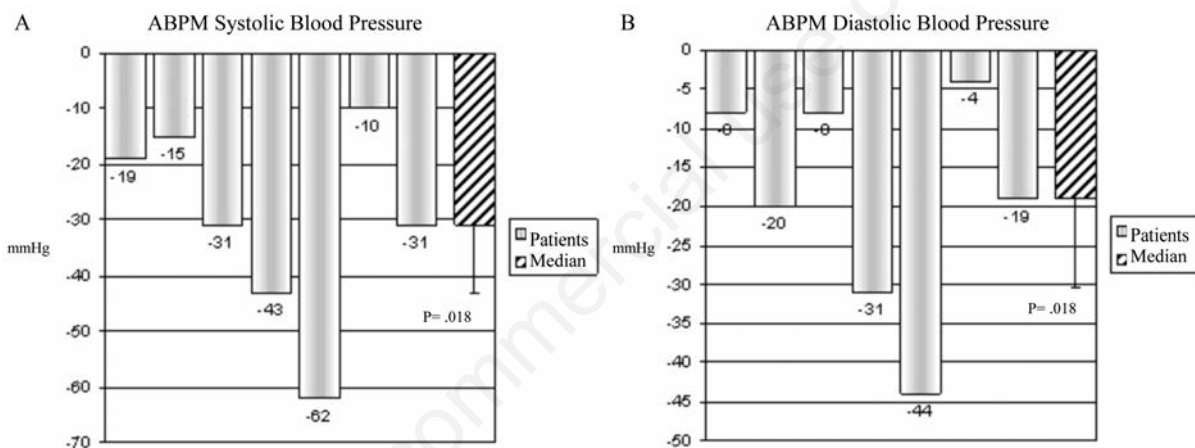 A
ABPM Systolic Blood Pressure
0
-10
-20
-30
-40
-50
-60
-70
mmHg
-19
-15
-31
-43
-62
-10
-31
P= .018
Patients
Median
B
ABPM Diastolic Blood Pressure
0
-5
-10
-15
-20
-25
-30
-35
-40
-45
-50
mmHg
-20
-31
-44
-4
-19
P= .018
Patients
Median
commercial use